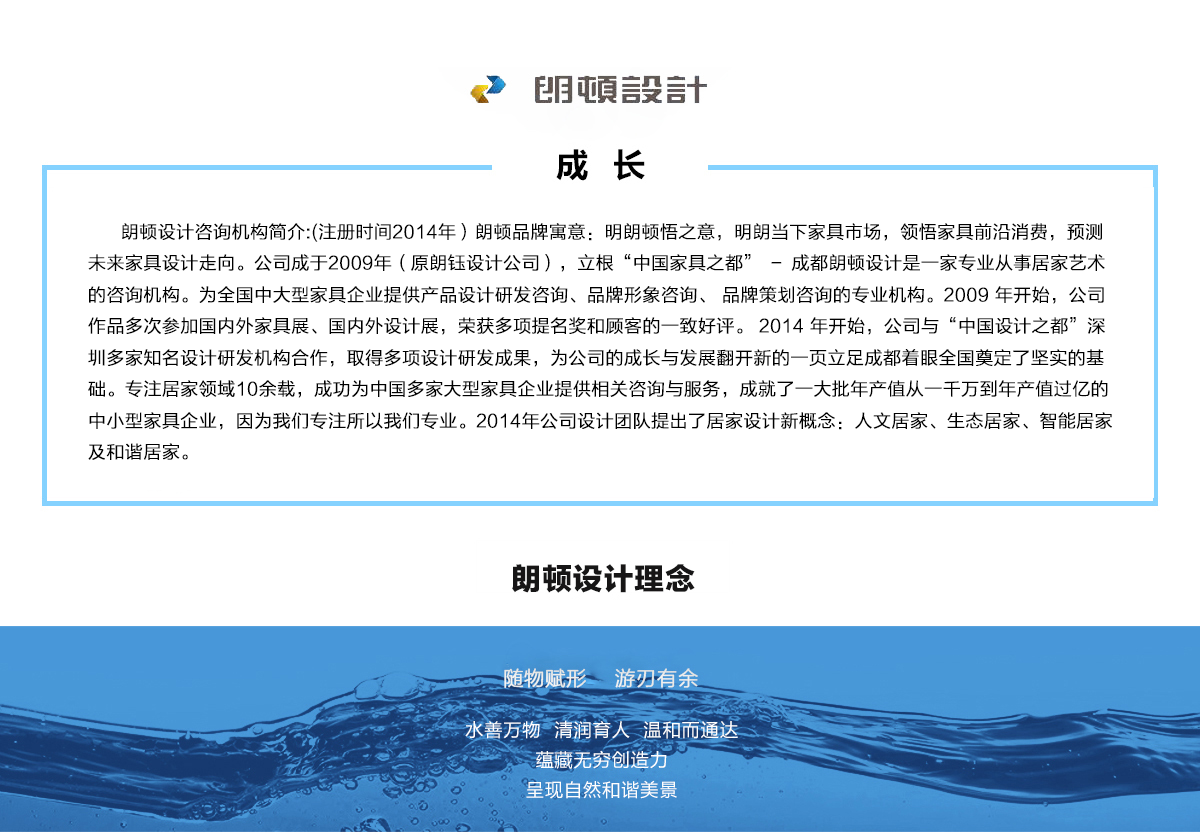 朗頓設計
成 长
朗顿设计咨询机构简介:(注册时间2014年）朗顿品牌寓意：明朗顿悟之意，明朗当下家具市场，领悟家具前沿消费，预测
未来家具设计走向。公司成于2009年（原朗钰设计公司），立根“中国家具之都” － 成都朗顿设计是一家专业从事居家艺术
的咨询机构。为全国中大型家具企业提供产品设计研发咨询、品牌形象咨询、 品牌策划咨询的专业机构。2009 年开始，公司
作品多次参加国内外家具展、国内外设计展，荣获多项提名奖和顾客的一致好评。 2014 年开始，公司与“中国设计之都”深
圳多家知名设计研发机构合作，取得多项设计研发成果，为公司的成长与发展翻开新的一页立足成都着眼全国奠定了坚实的基
础。专注居家领域10余载，成功为中国多家大型家具企业提供相关咨询与服务，成就了一大批年产值从一千万到年产值过亿的
中小型家具企业，因为我们专注所以我们专业。2014年公司设计团队提出了居家设计新概念：人文居家、生态居家、智能居家
及和谐居家。
朗顿设计理念
随物赋形 游刃有余
水善万物 清润育人 温和而通达
蕴藏无穷创造力
呈现自然和谐美景